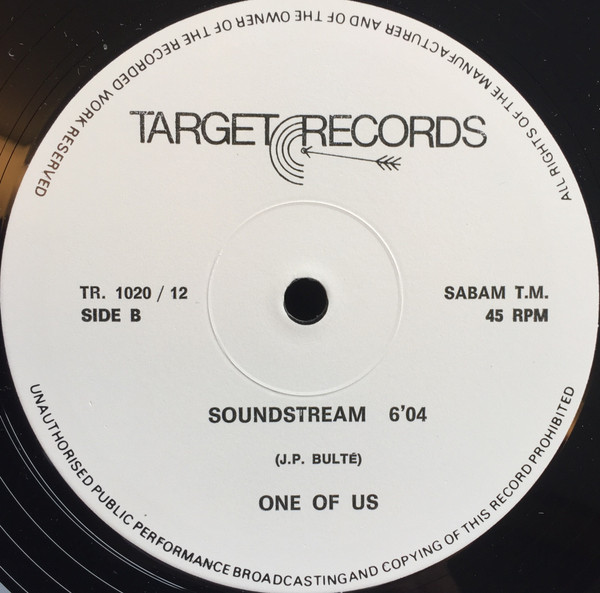 ALL RIGHTS OF THE MANUFACTURER AND OF THE OWNER OF THE RECORDED WORK RESERVED
TARGET RECORDS
TR. 1020 / 12
SIDE B
SABAM T.M.
45 RPM
SOUNDSTREAM 6'04
(J.P. BULTÉ)
ONE OF US
UNAUTHORISED PUBLIC PERFORMANCE BROADCASTING AND COPYING OF THIS RECORD PROHIBITED